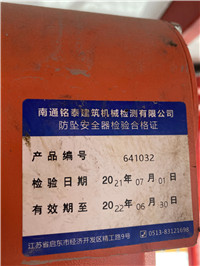 南通铭泰建筑机械检测有限公司
防坠安全器检验合格证
产品编号 641032
检验日期 2021年07月01日
有效期至 2022年06月30日
江苏省启东市经济开发区精工路9号 0513-83121698